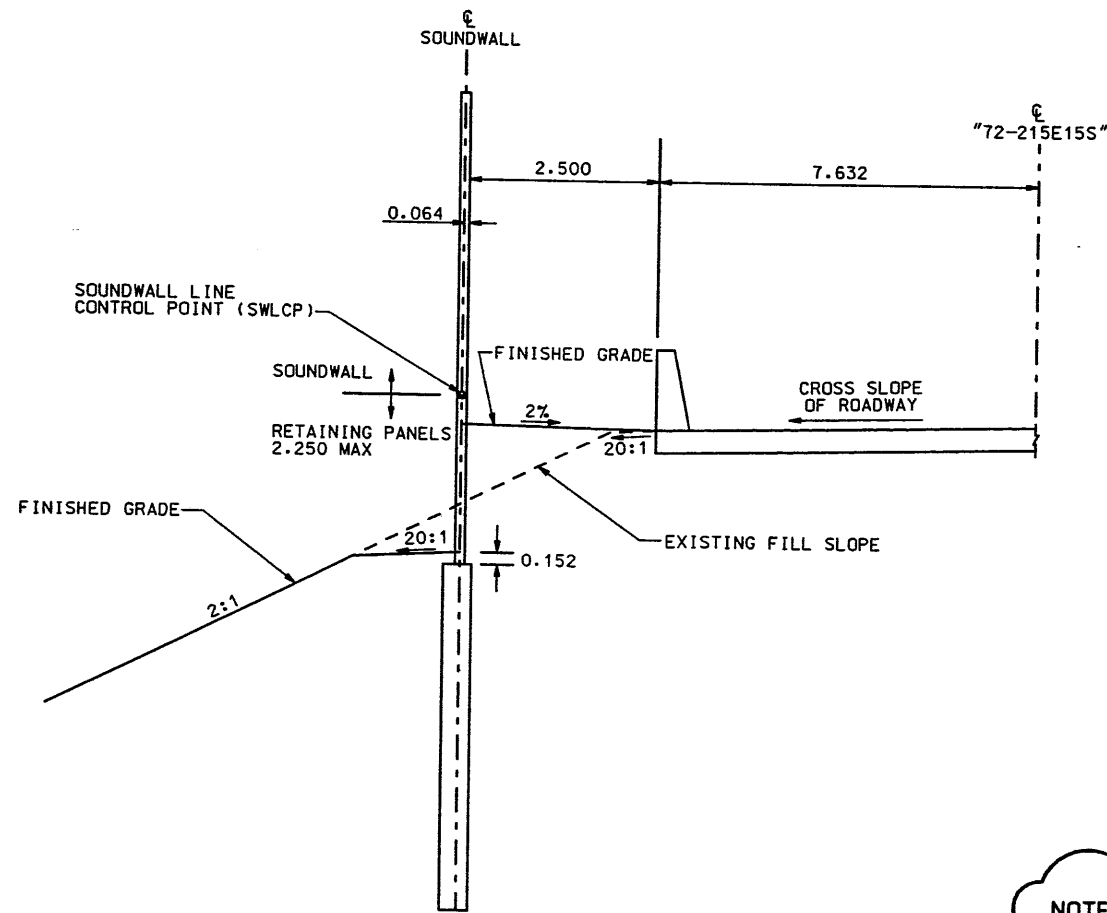 ℄
SOUNDWALL
℄
"72-215E15S"
2.500
7.632
0.064
SOUNDWALL LINE
CONTROL POINT (SWLCP)
FINISHED GRADE
SOUNDWALL
CROSS SLOPE
OF ROADWAY
2%
RETAINING PANELS
2.250 MAX
20:1
FINISHED GRADE
20:1
EXISTING FILL SLOPE
0.152
2:1
NOTE